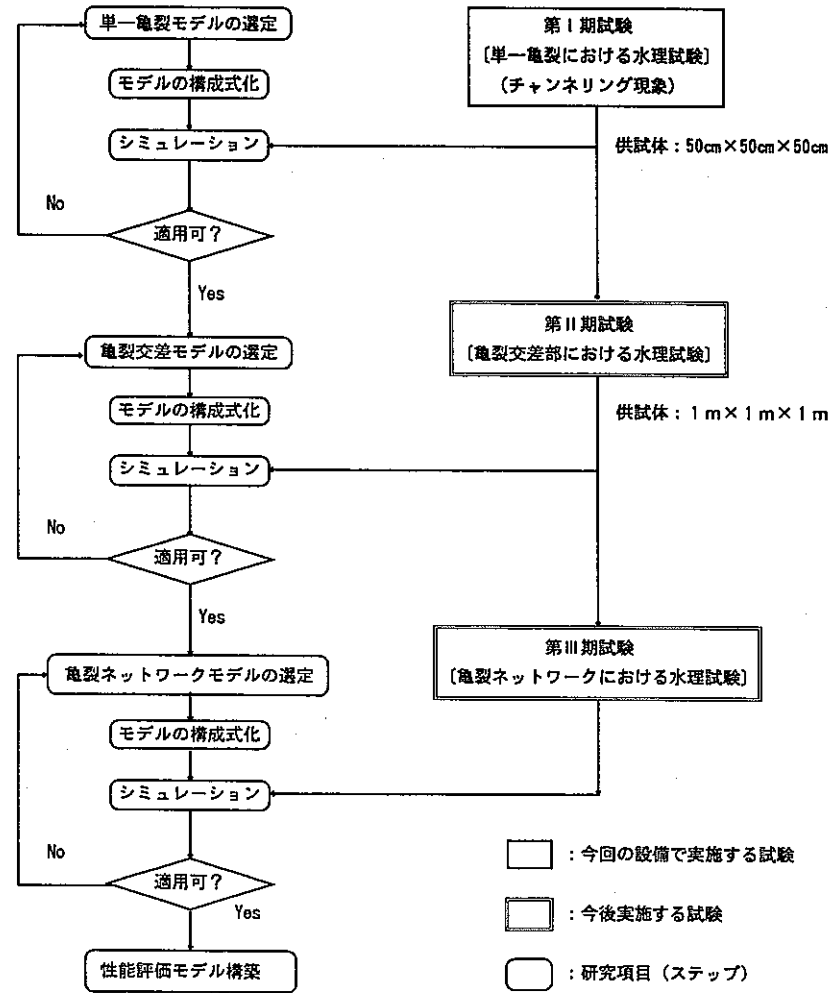 単一亀裂モデルの選定
モデルの構成式化
シミュレーション
No
適用可?
Yes
第Ⅰ期試験
〔単一亀裂における水理試験〕
(チャンネリング現象)
供試体:50cm×50cm×50cm
亀裂交差モデルの選定
モデルの構成式化
シミュレーション
No
適用可?
Yes
第Ⅱ期試験
〔亀裂交差部における水理試験〕
供試体:1m×1m×1m
亀裂ネットワークモデルの選定
モデルの構成式化
シミュレーション
No
適用可?
Yes
性能評価モデル構築
第Ⅲ期試験
〔亀裂ネットワークにおける水理試験〕
:今回の設備で実施する試験
:今後実施する試験
:研究項目(ステップ)